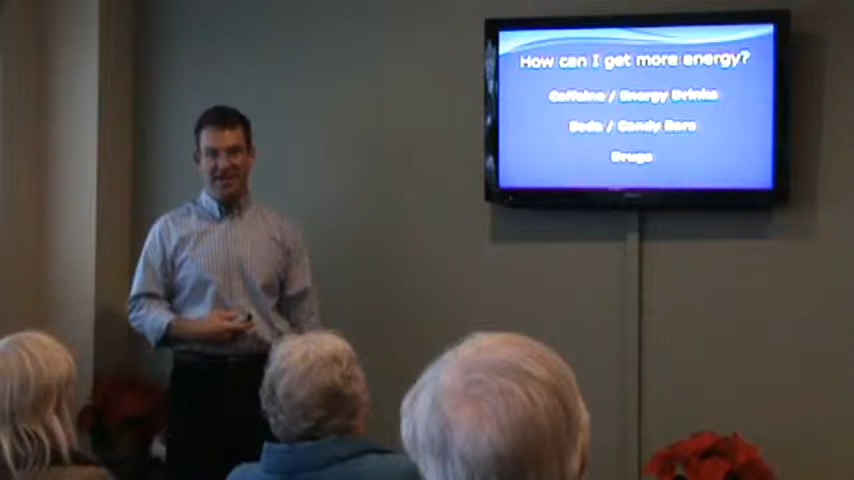 How can I get more energy?
Caffeine / Energy Drinks
Soda / Candy Bars
Drugs